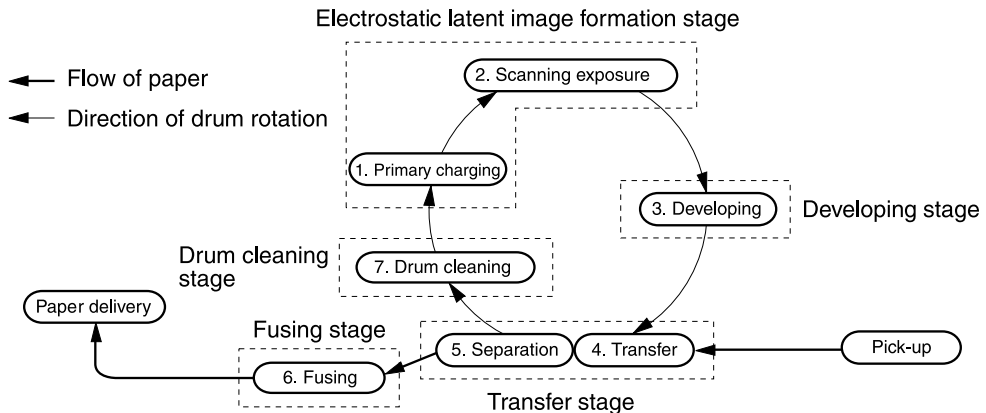 Electrostatic latent image formation stage
2. Scanning exposure
Flow of paper
Direction of drum rotation
1. Primary charging
3. Developing
Developing stage
Drum cleaning
stage
7. Drum cleaning
Paper delivery
Fusing stage
5. Separation
4. Transfer
Pick-up
6. Fusing
Transfer stage